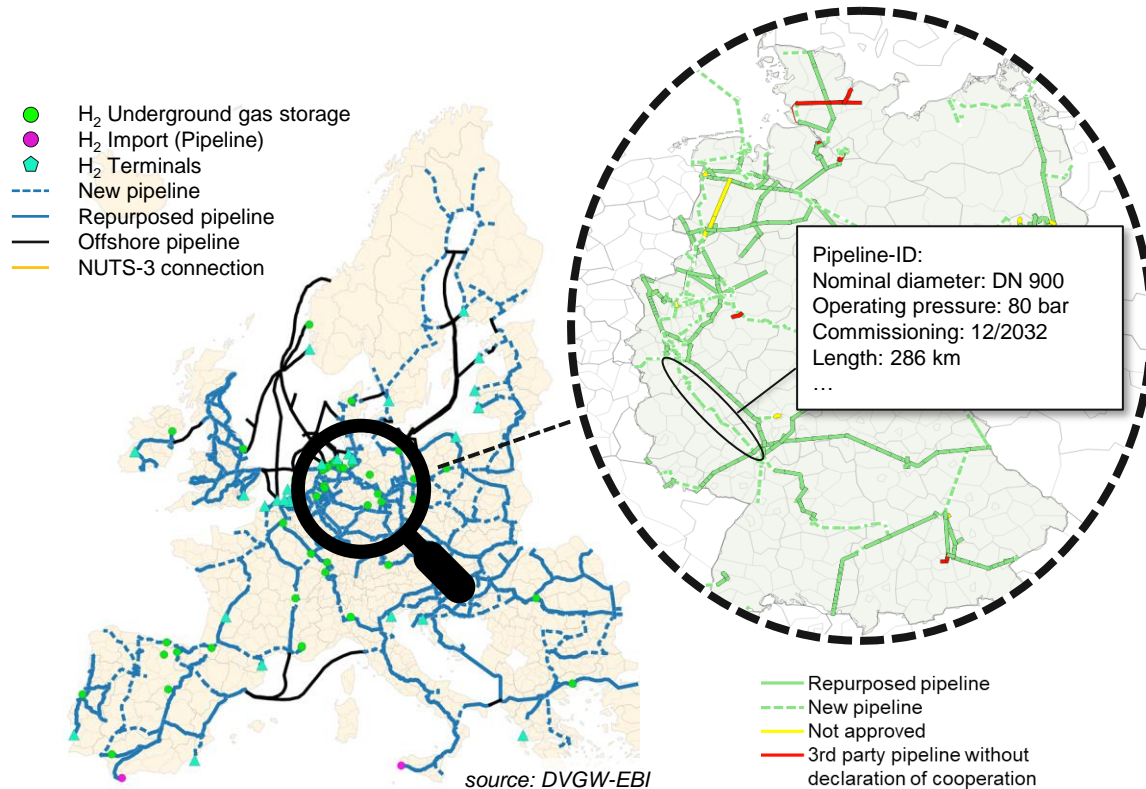 H₂ Underground gas storage
H₂ Import (Pipeline)
H₂ Terminals
New pipeline
Repurposed pipeline
Offshore pipeline
NUTS-3 connection
Pipeline-ID:
Nominal diameter: DN 900
Operating pressure: 80 bar
Commissioning: 12/2032
Length: 286 km
…
Repurposed pipeline
New pipeline
Not approved
3rd party pipeline without
declaration of cooperation
source: DVGW-EBI